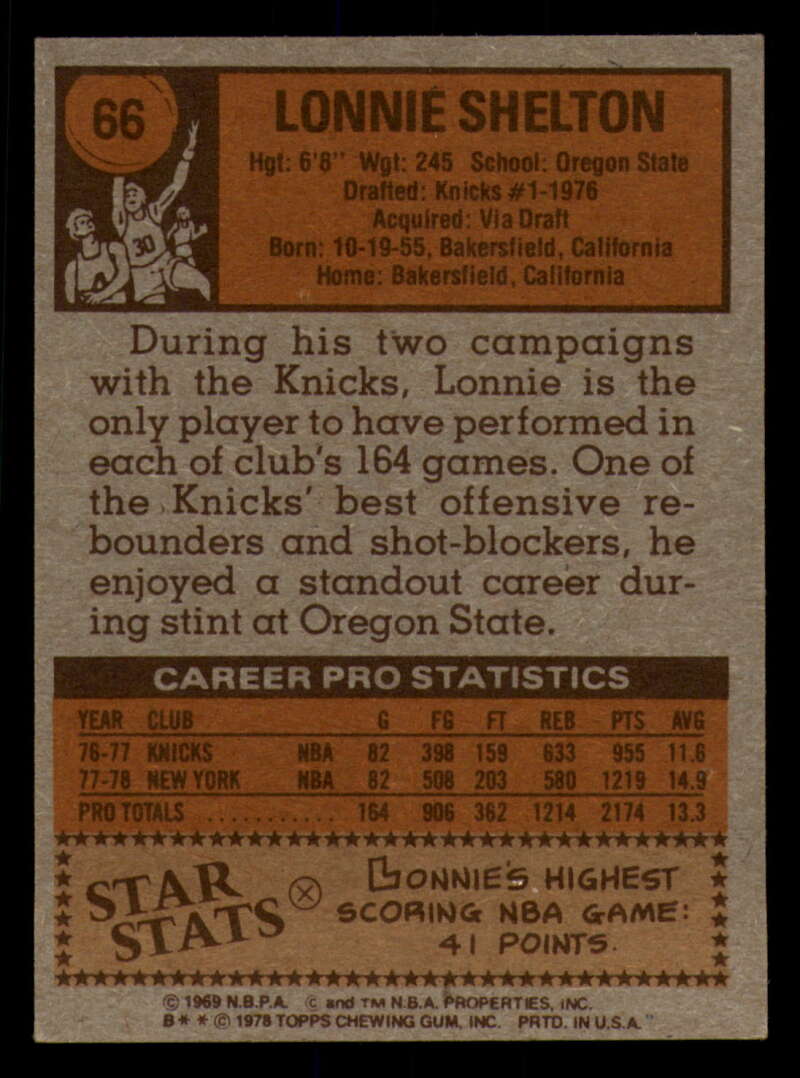 66
LONNIE SHELTON
Hgt: 6'8" Wgt: 245 School: Oregon State
Drafted: Knicks #1-1976
Acquired: Via Draft
Born: 10-19-55, Bakersfield, California
Home: Bakersfield, California
30
During his two campaigns
with the Knicks, Lonnie is the
only player to have performed in
each of club's 164 games. One of
the Knicks' best offensive re-
bounders and shot-blockers, he
enjoyed a standout career dur-
ing stint at Oregon State.
CAREER PRO STATISTICS
YEAR CLUB G FG FT REB PTS AVG
76-77 KNICKS NBA 82 398 159 633 955 11.6
77-78 NEW YORK NBA 82 508 203 580 1219 14.9
PRO TOTALS ........... 164 906 362 1214 2174 13.3
STAR STATS
LONNIE'S HIGHEST
SCORING NBA GAME:
41 POINTS.
© 1969 N.B.P.A. © and TM N.B.A. PROPERTIES, INC.
B * * © 1978 TOPPS CHEWING GUM, INC. PRTD. IN U.S.A.